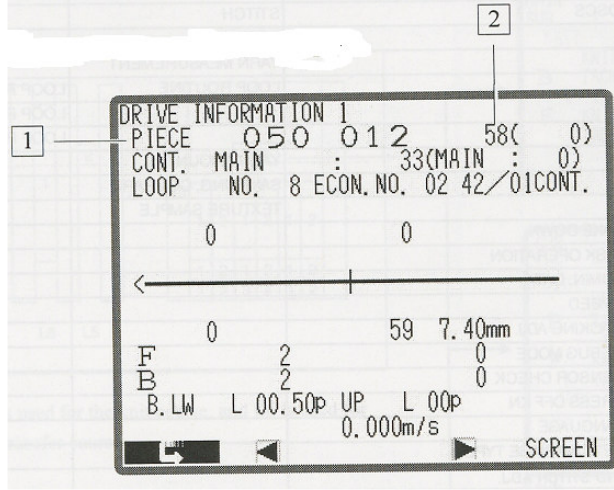 2
1
DRIVE INFORMATION 1
PIECE 050 012 58( 0)
CONT. MAIN : 33(MAIN : 0)
LOOP NO. 8 ECON.NO. 02 42/01CONT.
0 0
0 59 7.40mm
F 2 0
B 2 0
B.LW L 00.50p UP L 00p
0.000m/s
SCREEN